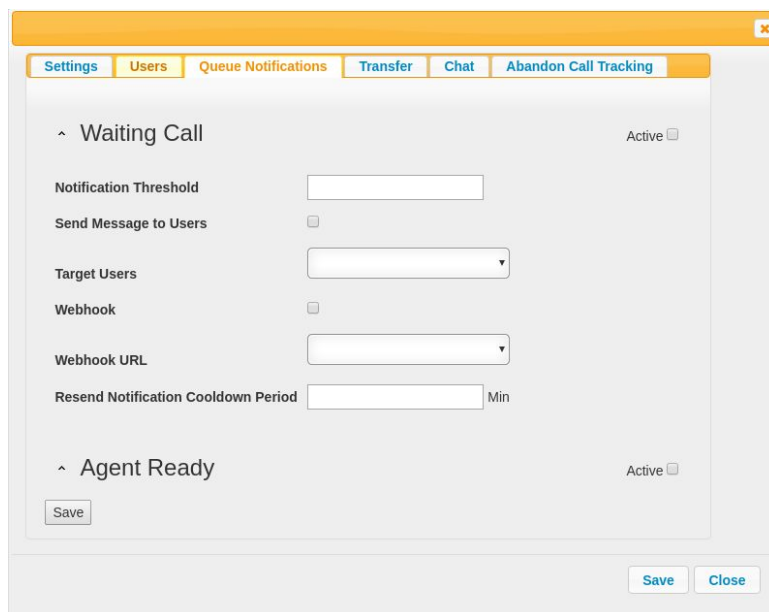 Settings Users Queue Notifications Transfer Chat Abandon Call Tracking
Waiting Call Active
Notification Threshold
Send Message to Users
Target Users
Webhook
Webhook URL
Resend Notification Cooldown Period Min
Agent Ready Active
Save
Save Close